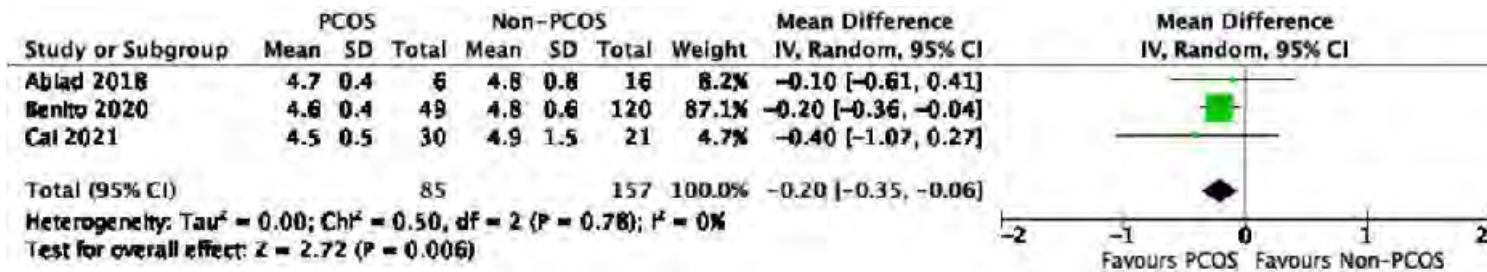 PCOS Non-PCOS Mean Difference Mean Difference
Study or Subgroup Mean SD Total Mean SD Total Weight IV, Random, 95% CI IV, Random, 95% CI
Ablad 2018 4.7 0.4 6 4.8 0.8 16 8.2% −0.10 [−0.61, 0.41]
Benito 2020 4.6 0.4 49 4.8 0.6 120 87.1% −0.20 [−0.36, −0.04]
Cai 2021 4.5 0.5 30 4.9 1.5 21 4.7% −0.40 [−1.07, 0.27]
Total (95% CI) 85 157 100.0% −0.20 [−0.35, −0.06]
Heterogeneity: Tau² = 0.00; Chi² = 0.50, df = 2 (P = 0.78); I² = 0%
Test for overall effect: Z = 2.72 (P = 0.006)
−2 −1 0 1 2
Favours PCOS Favours Non-PCOS